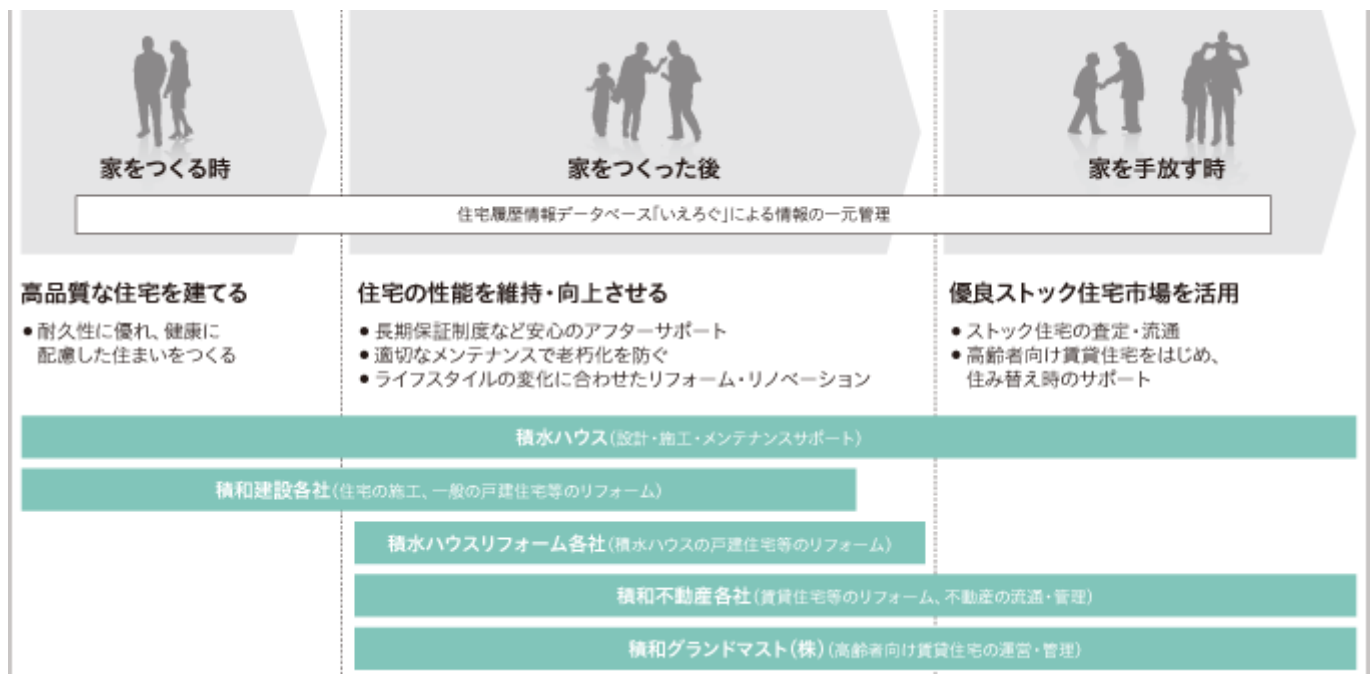 家をつくる時
家をつくった後
家を手放す時
住宅履歴情報データベース「いえろぐ」による情報の一元管理
高品質な住宅を建てる
●耐久性に優れ、健康に
配慮した住まいをつくる
住宅の性能を維持・向上させる
●長期保証制度など安心のアフターサポート
●適切なメンテナンスで老朽化を防ぐ
●ライフスタイルの変化に合わせたリフォーム・リノベーション
優良ストック住宅市場を活用
●ストック住宅の査定・流通
●高齢者向け賃貸住宅をはじめ、
住み替え時のサポート
積水ハウス(設計・施工・メンテナンスサポート)
積和建設各社(住宅の施工、一般の戸建住宅等のリフォーム)
積水ハウスリフォーム各社(積水ハウスの戸建住宅等のリフォーム)
積和不動産各社(賃貸住宅等のリフォーム、不動産の流通・管理)
積和グランドマスト(株)(高齢者向け賃貸住宅の運営・管理)